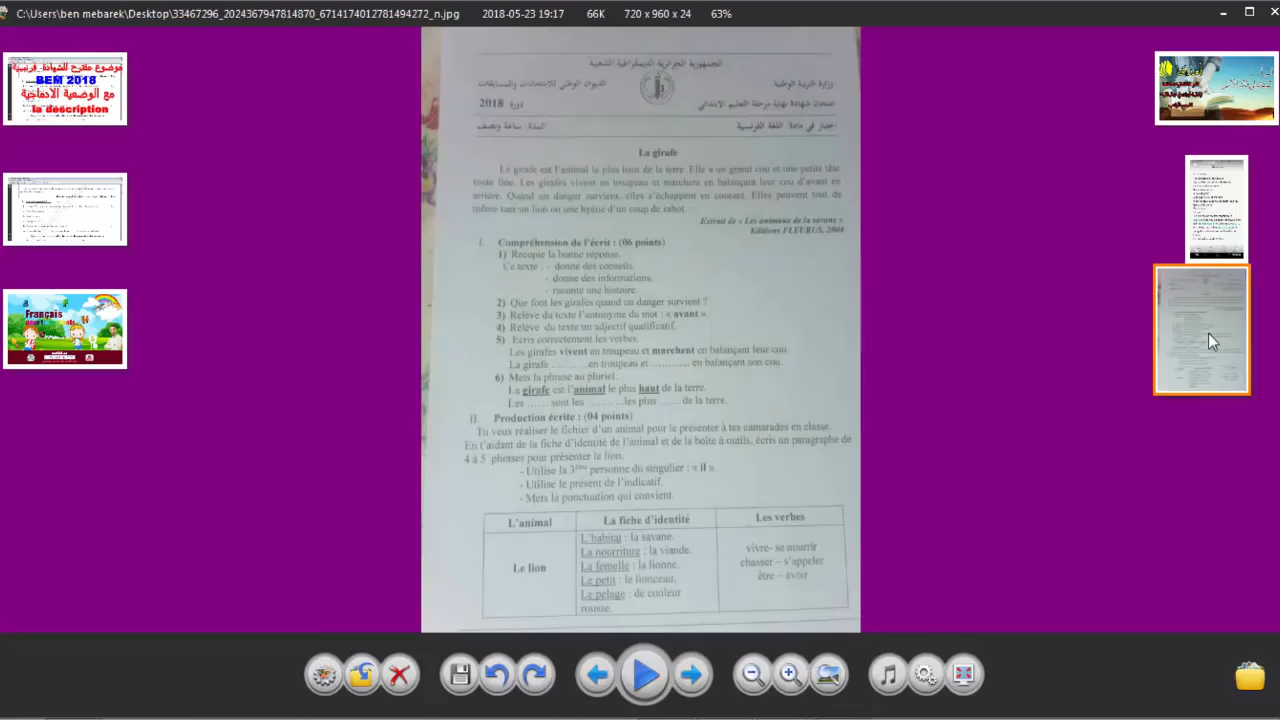 C:\Users\ben mebarek\Desktop\33467296_2024367947814870_6714174012781494272_n.jpg 2018-05-23 19:17 66K 720 x 960 x 24 63%
موضوع مقترح للشهادة فرنسية
BEM 2018
مع الوضعية الادماجية
la description
Français
الجمهورية الجزائرية الديمقراطية الشعبية
وزارة التربية الوطنية
الديوان الوطني للامتحانات والمسابقات
امتحان شهادة نهاية مرحلة التعليم الابتدائي
دورة 2018
اختبار في مادة: اللغة الفرنسية
المدة: ساعة ونصف
La girafe
La girafe est l'animal le plus haut de la terre. Elle a un grand cou et une petite tête
toute fine. Les girafes vivent en troupeau et marchent en balançant leur cou d'avant en
arrière. Quand un danger survient, elles s'échappent en courant. Elles peuvent tout de
même tuer un lion ou une hyène d'un coup de sabot.
Extrait de « Les animaux de la savane »
Editions FLEURUS, 2004
I. Compréhension de l'écrit : (06 points)
1) Recopie la bonne réponse.
Ce texte : - donne des conseils.
- donne des informations.
- raconte une histoire.
2) Que font les girafes quand un danger survient ?
3) Relève du texte l'antonyme du mot : « avant ».
4) Relève du texte un adjectif qualificatif.
5) Ecris correctement les verbes.
Les girafes vivent en troupeau et marchent en balançant leur cou.
La girafe ……… en troupeau et ……….. en balançant son cou.
6) Mets la phrase au pluriel.
La girafe est l'animal le plus haut de la terre.
Les …… sont les ………les plus …… de la terre.
II. Production écrite : (04 points)
Tu veux réaliser le fichier d'un animal pour le présenter à tes camarades en classe.
En t'aidant de la fiche d'identité de l'animal et de la boîte à outils, écris un paragraphe de
4 à 5 phrases pour présenter le lion.
- Utilise la 3ème personne du singulier : « il ».
- Utilise le présent de l'indicatif.
- Mets la ponctuation qui convient.
L'animal La fiche d'identité Les verbes
L'habitat : la savane.
La nourriture : la viande.
La femelle : la lionne.
Le petit : le lionceau.
Le pelage : de couleur
rousse.
Le lion
vivre- se nourrir
chasser – s'appeler
être – avoir